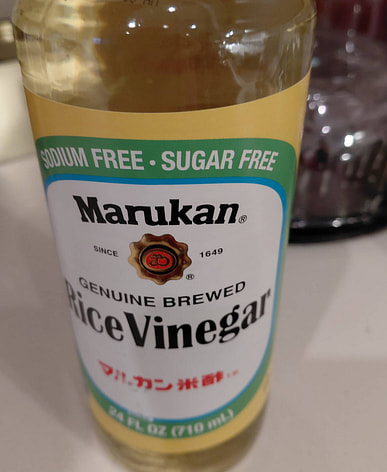 SODIUM FREE • SUGAR FREE
Marukan®
SINCE 1649
®
GENUINE BREWED
Rice Vinegar
マルカン米酢
24 FL OZ (710 mL)